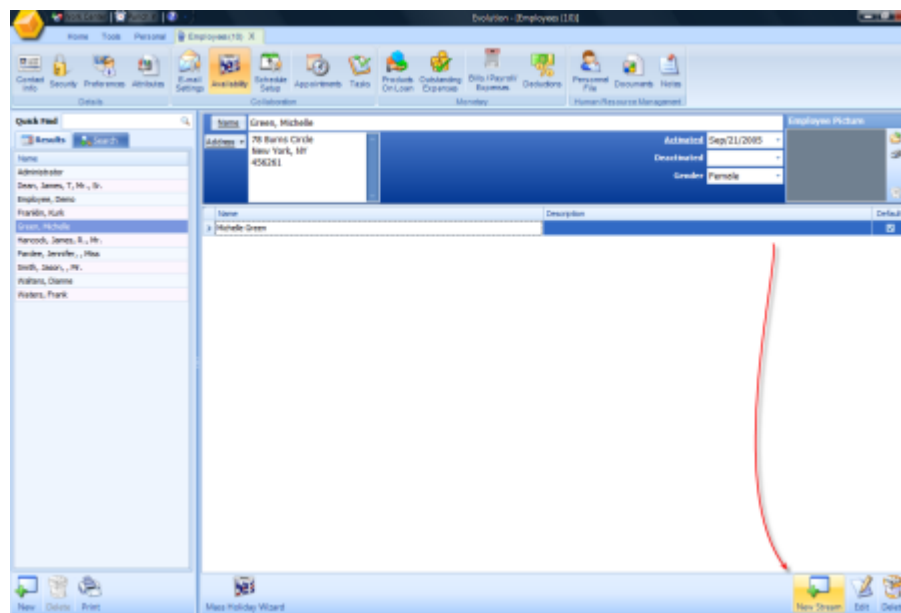 Evolution - [Employees (10)]
Home Tools Personal Employees(10) X
Contact Info Security Preferences Attributes E-mail Settings Availability Schedule Setup Appointments Tasks Products On Loan Outstanding Expenses Bills / Payroll Expenses Deductions Personnel File Documents Notes
Details Collaboration Monetary Human Resource Management
Quick Find
Results Search
Name
Administrator
Dean, James, T, Mr., Sr.
Employee, Demo
Franklin, Kurk
Green, Michelle
Hancock, James, R., Mr.
Pardee, Jennifer, , Miss
Smith, Jason, , Mr.
Walters, Dianne
Waters, Frank
Name Green, Michelle
Address 78 Burns Circle
New York, NY
456261
Activated Sep/21/2005
Deactivated
Gender Female
Employee Picture
Name Description Default
Michelle Green
New Delete Print
Mass Holiday Wizard
New Stream Edit Delete